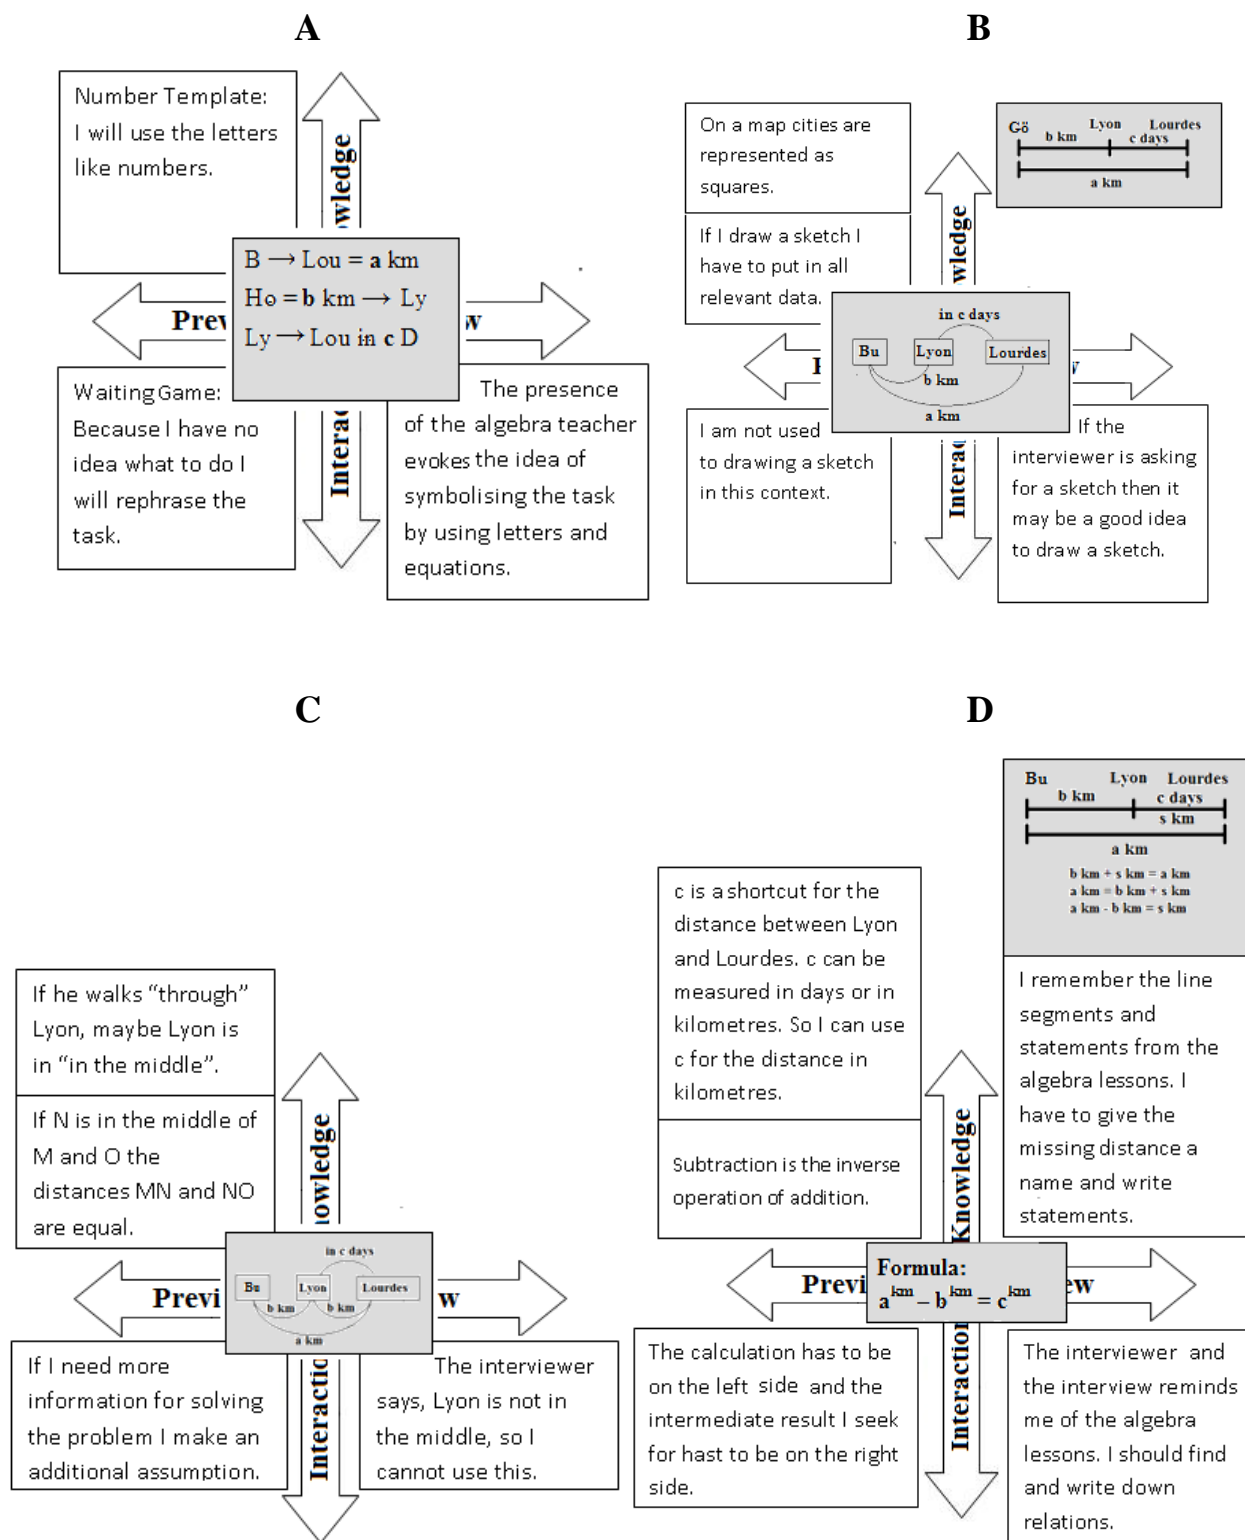 A
Number Template:
I will use the letters
like numbers.
owledge
B → Lou = a km
Ho = b km → Ly
Ly → Lou in c D
Prev
w
Interac
Waiting Game:
Because I have no
idea what to do I
will rephrase the
task.
The presence
of the algebra teacher
evokes the idea of
symbolising the task
by using letters and
equations.
B
On a map cities are
represented as
squares.
If I draw a sketch I
have to put in all
relevant data.
Gö Lyon Lourdes
b km c days
a km
wledge
in c days
Bu Lyon Lourdes
b km
a km
w
Interac
I am not used
to drawing a sketch
in this context.
If the
interviewer is asking
for a sketch then it
may be a good idea
to draw a sketch.
C
If he walks “through”
Lyon, maybe Lyon is
in “in the middle”.
If N is in the middle of
M and O the
distances MN and NO
are equal.
nowledge
in c days
Bu Lyon Lourdes
b km b km
a km
Previ
w
Interactio
If I need more
information for solving
the problem I make an
additional assumption.
The interviewer
says, Lyon is not in
the middle, so I
cannot use this.
D
c is a shortcut for the
distance between Lyon
and Lourdes. c can be
measured in days or in
kilometres. So I can use
c for the distance in
kilometres.
Subtraction is the inverse
operation of addition.
Bu Lyon Lourdes
b km c days
s km
a km
b km + s km = a km
a km = b km + s km
a km - b km = s km
I remember the line
segments and
statements from the
algebra lessons. I
have to give the
missing distance a
name and write
statements.
Knowledge
Previ
ew
Formula:
a^km – b^km = c^km
Interaction
The calculation has to be
on the left side and the
intermediate result I seek
for hast to be on the right
side.
The interviewer and
the interview reminds
me of the algebra
lessons. I should find
and write down
relations.